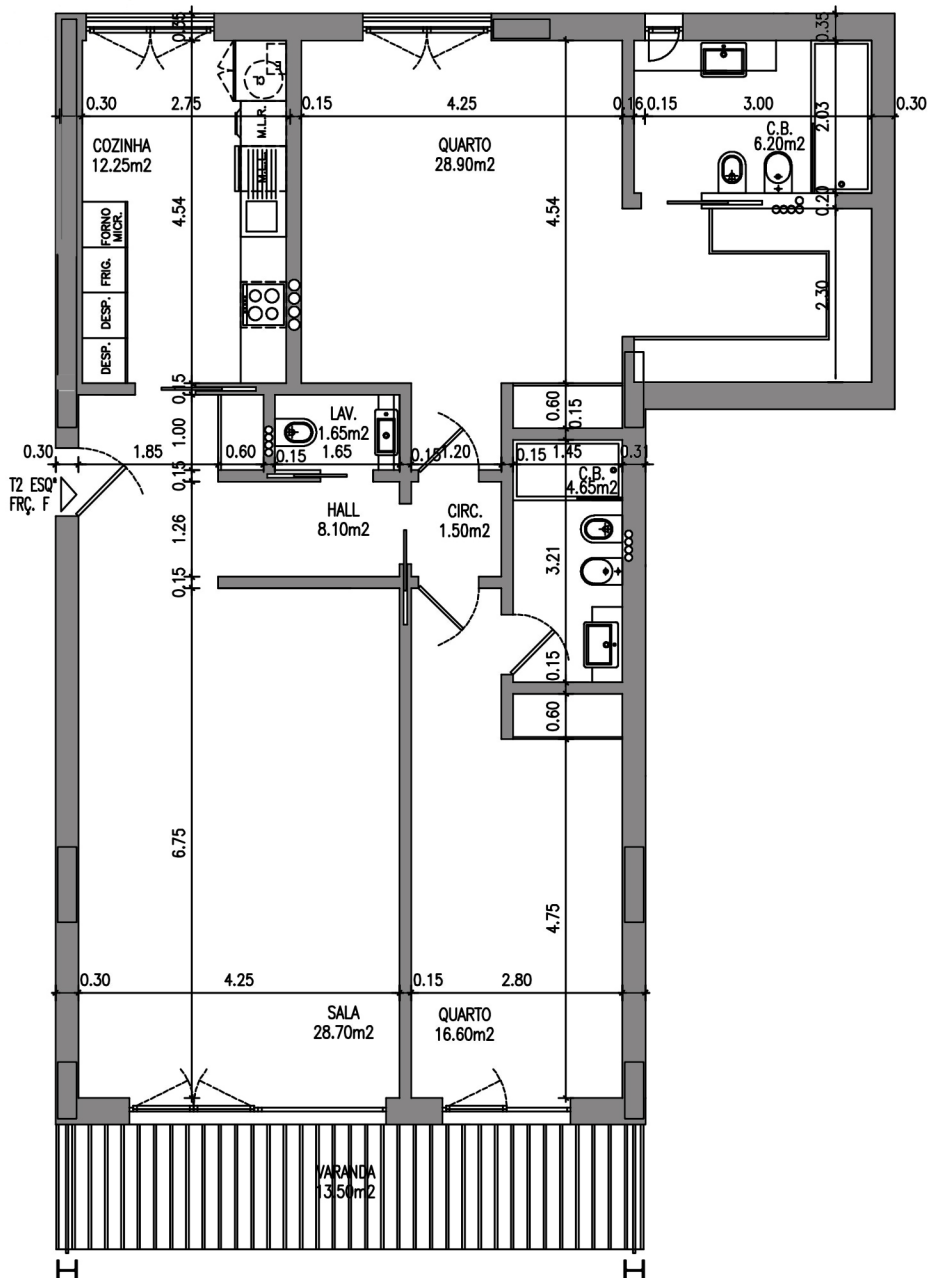 0.35
0.35
0.30
2.75
0.15
4.25
0.16
0.15
3.00
0.30
COZINHA
12.25m2
M.L.R.
M.L.L.
QUARTO
28.90m2
C.B.
6.20m2
2.03
0.20
4.54
4.54
FORNO
MICR.
FRIG.
DESP.
DESP.
2.30
0.15
0.60
0.15
LAV.
1.65m2
1.00
0.30
1.85
0.60
0.15
1.65
0.15
1.20
0.15
1.45
0.31
C.B.
4.65m2
T2 ESQº
FRÇ. F
0.15
HALL
8.10m2
CIRC.
1.50m2
1.26
3.21
0.15
0.15
0.60
6.75
4.75
0.30
4.25
0.15
2.80
SALA
28.70m2
QUARTO
16.60m2
VARANDA
13.50m2